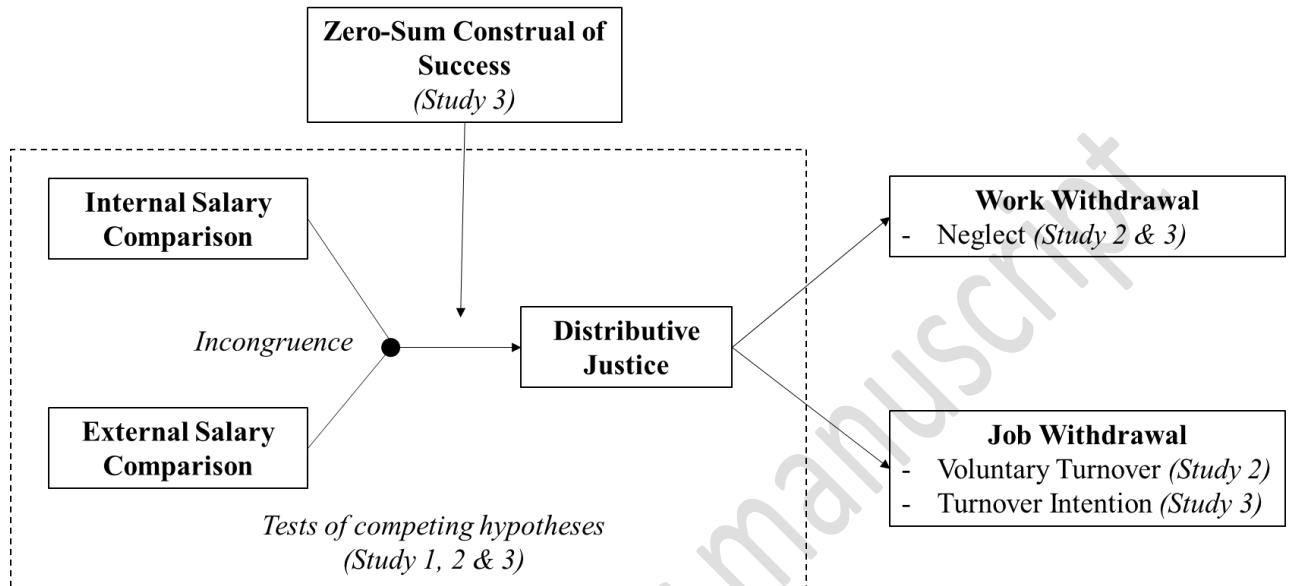 Zero-Sum Construal of
Success
(Study 3)
Internal Salary
Comparison
Work Withdrawal
- Neglect (Study 2 & 3)
Incongruence
Distributive
Justice
External Salary
Comparison
Job Withdrawal
- Voluntary Turnover (Study 2)
- Turnover Intention (Study 3)
Tests of competing hypotheses
(Study 1, 2 & 3)
manuscript